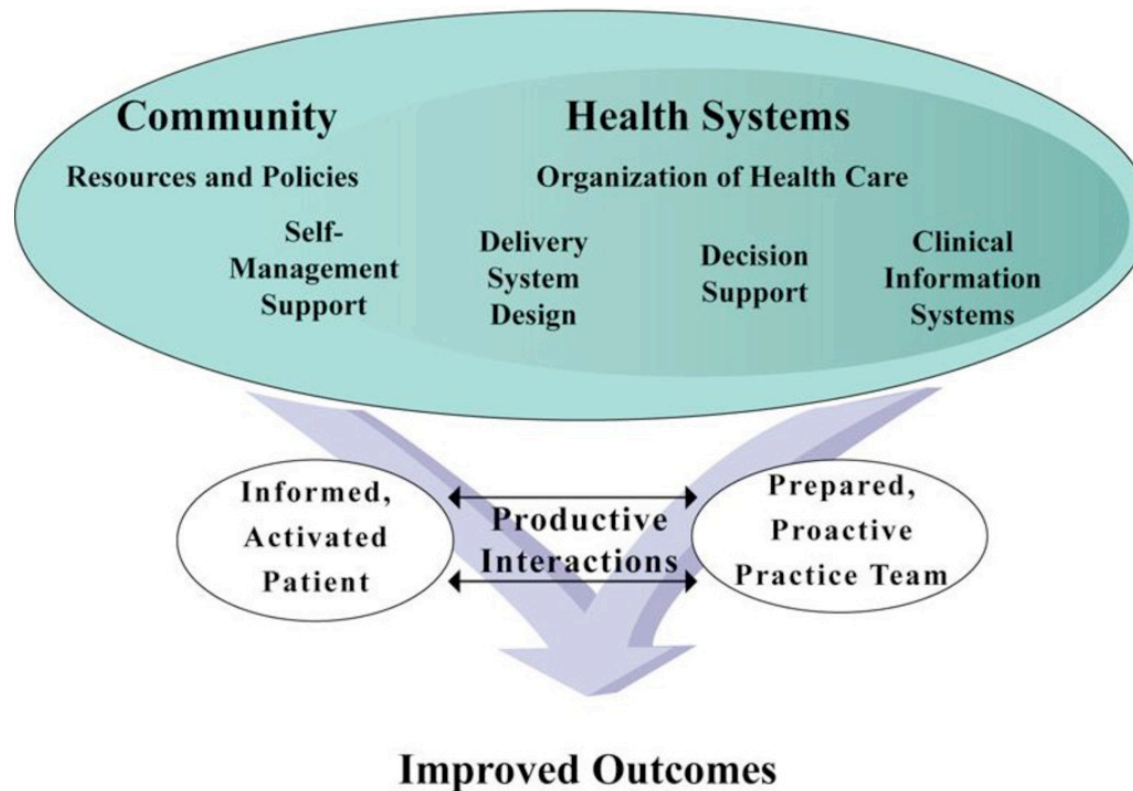 Community
Health Systems
Resources and Policies
Organization of Health Care
Self-
Management
Support
Delivery
System
Design
Decision
Support
Clinical
Information
Systems
Informed,
Activated
Patient
Productive
Interactions
Prepared,
Proactive
Practice Team
Improved Outcomes